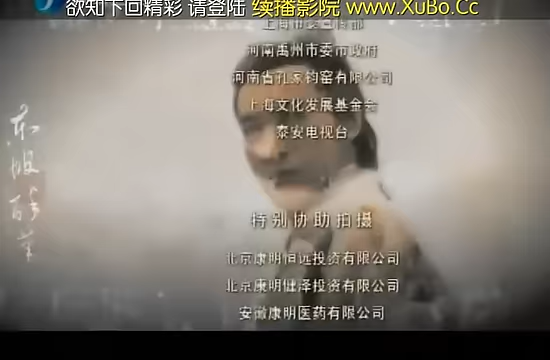 欲知下回精彩 请登陆 续播影院 www.XuBo.Cc
河南禹州市委市政府
河南省孔家钧窑有限公司
上海文化发展基金会
泰安电视台
特别协助拍摄
北京康明恒远投资有限公司
北京康明健泽投资有限公司
安徽康明医药有限公司